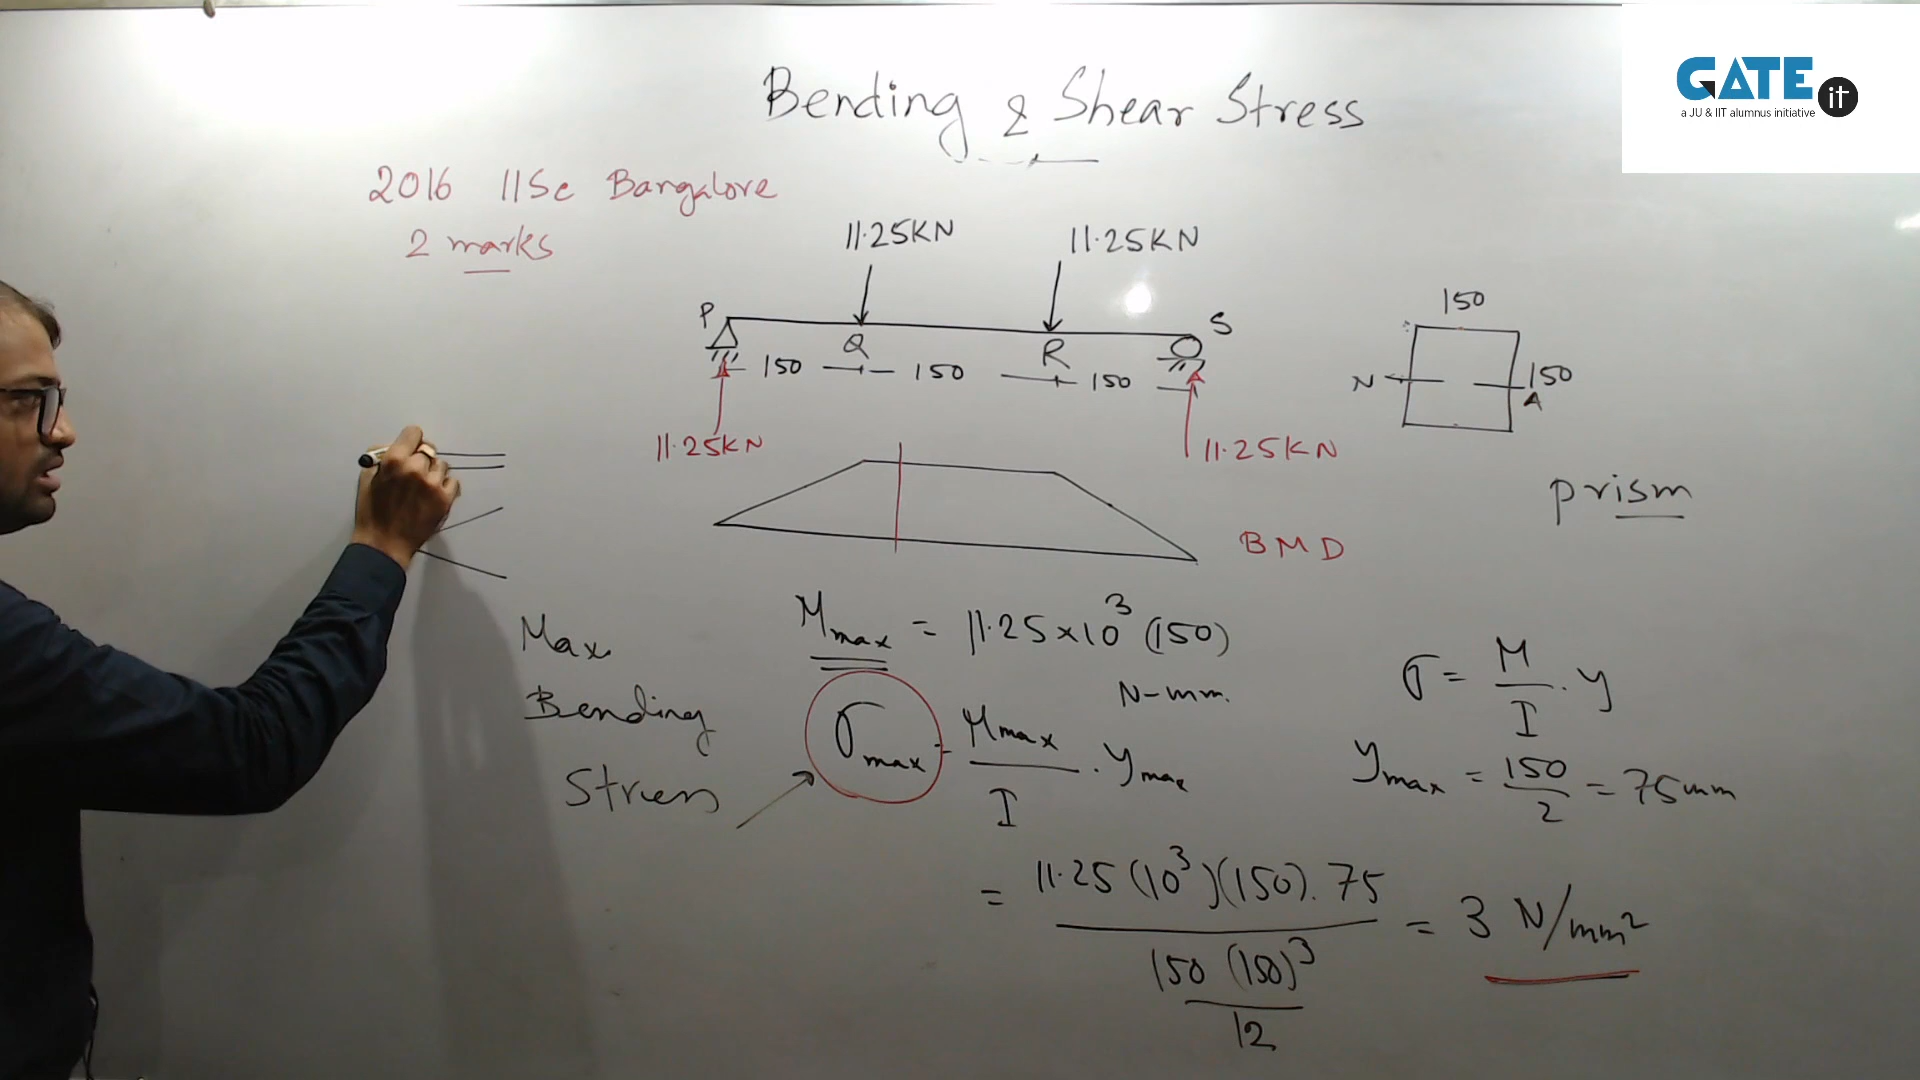 GATE it
a JU & IIT alumnus initiative
Bending & Shear Stress
2016 IISc Bangalore
2 marks
11.25KN 11.25KN
P S
Q R
150 150 150
11.25KN 11.25KN
150
N 150
A
prism
BMD
Mmax = 11.25×10³ (150)
N-mm.
Max
Bending
Stress
σmax = Mmax / I . ymax
σ = M / I . y
ymax = 150 / 2 = 75mm
= 11.25 (10³)(150). 75 / 150 (150)³ / 12 = 3 N/mm²